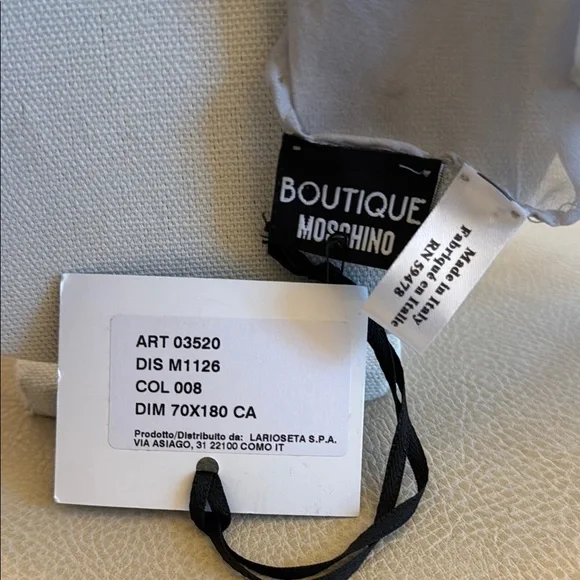 BOUTIQUE
MOSCHINO
Made in Italy
Fabriqué en Italie
RN 59478
ART 03520
DIS M1126
COL 008
DIM 70X180 CA
Prodotto/Distribuito da: LARIOSETA S.P.A.
VIA ASIAGO, 31 22100 COMO IT